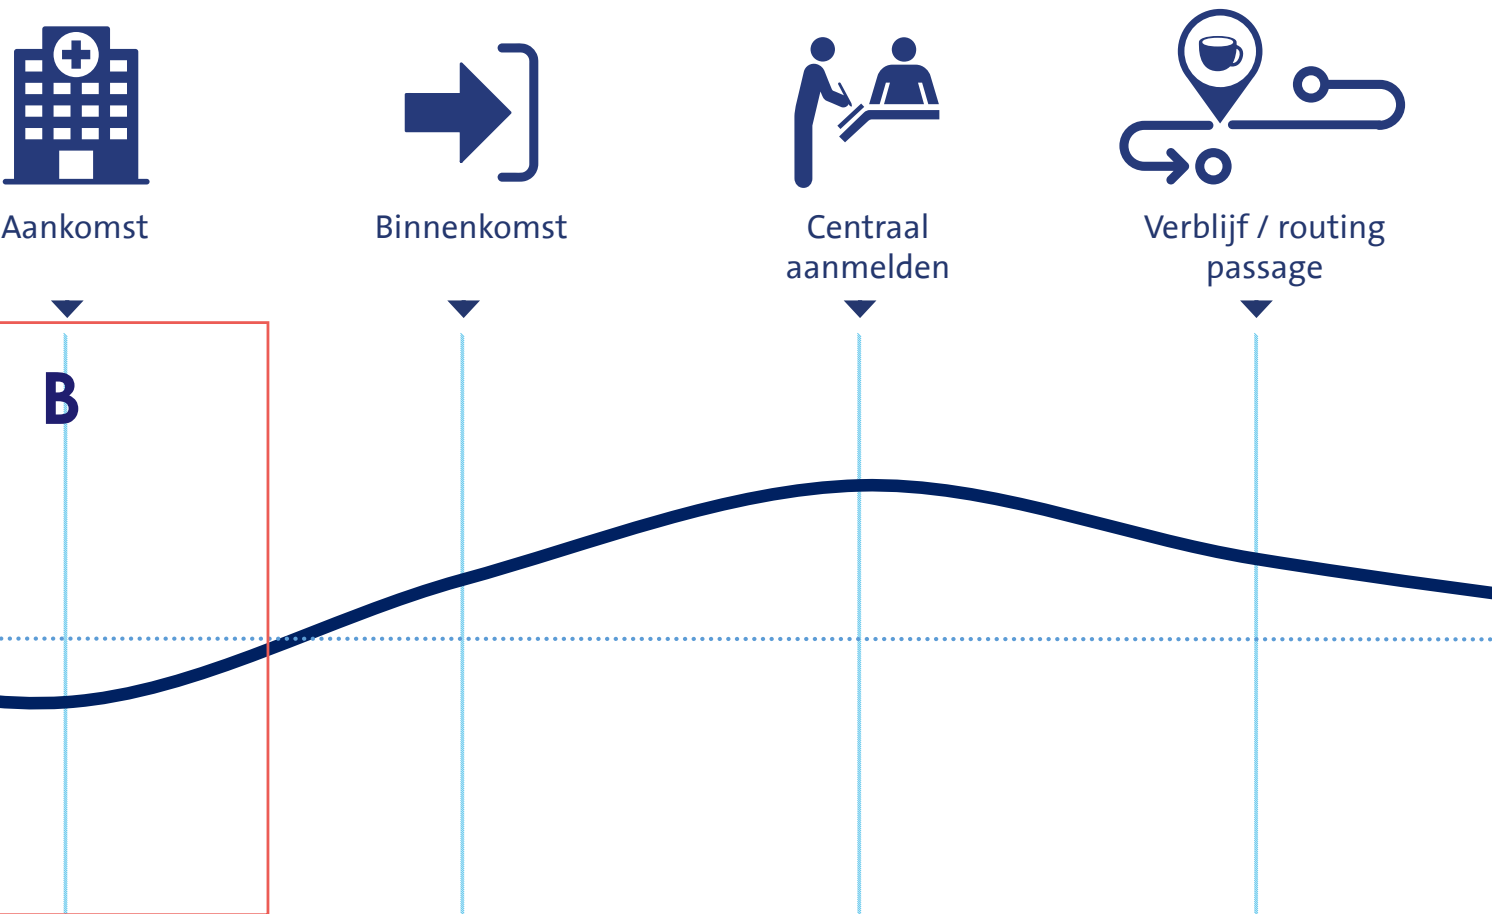 Aankomst
Binnenkomst
Centraal
aanmelden
Verblijf / routing
passage
B